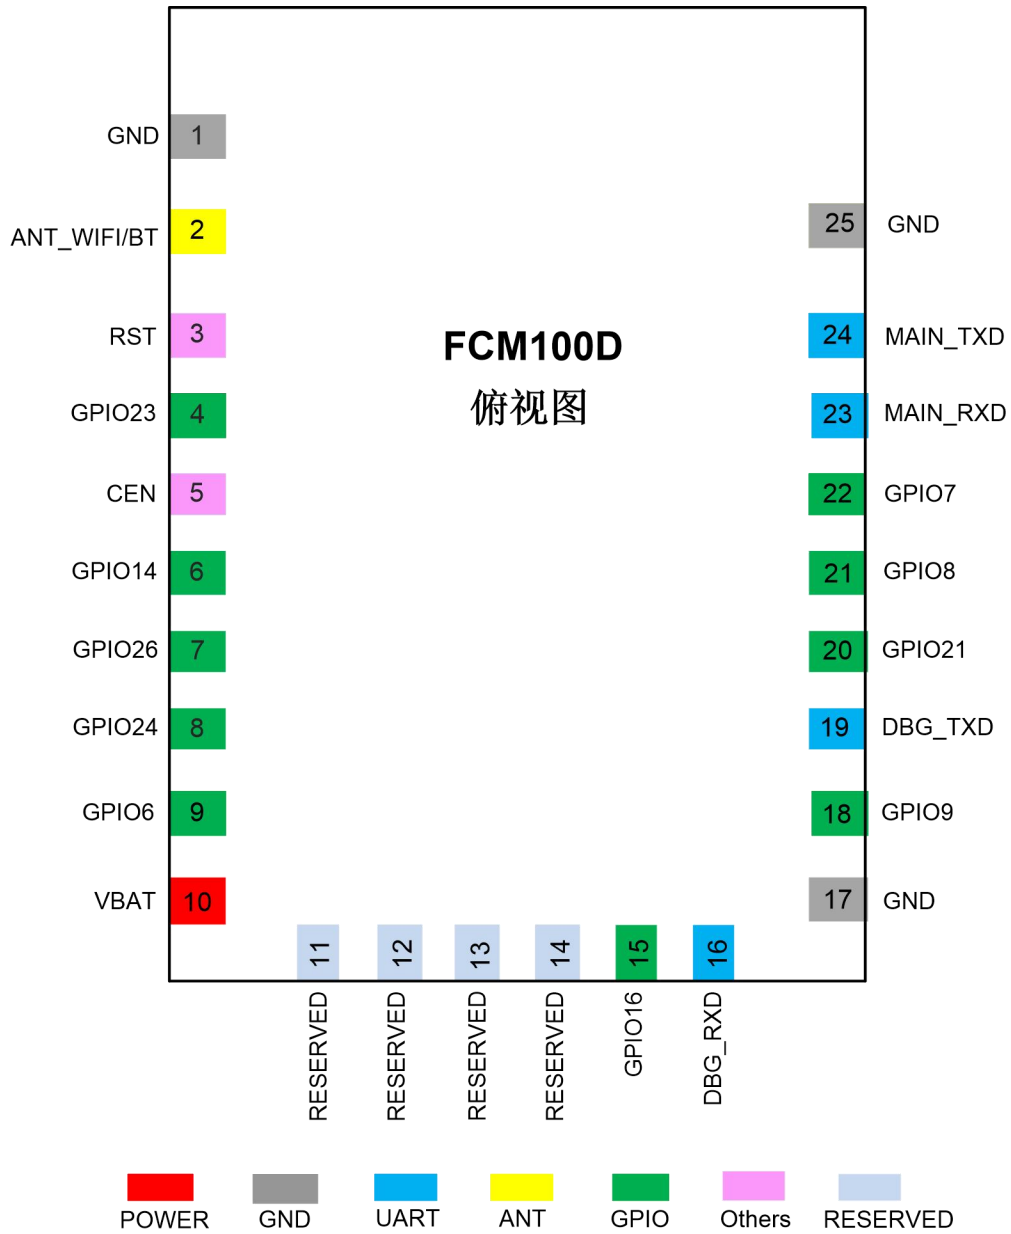 GND 1
ANT_WIFI/BT 2
RST 3
GPIO23 4
CEN 5
GPIO14 6
GPIO26 7
GPIO24 8
GPIO6 9
VBAT 10
FCM100D
俯视图
25 GND
24 MAIN_TXD
23 MAIN_RXD
22 GPIO7
21 GPIO8
20 GPIO21
19 DBG_TXD
18 GPIO9
17 GND
11 RESERVED
12 RESERVED
13 RESERVED
14 RESERVED
15 GPIO16
16 DBG_RXD
POWER GND UART ANT GPIO Others RESERVED